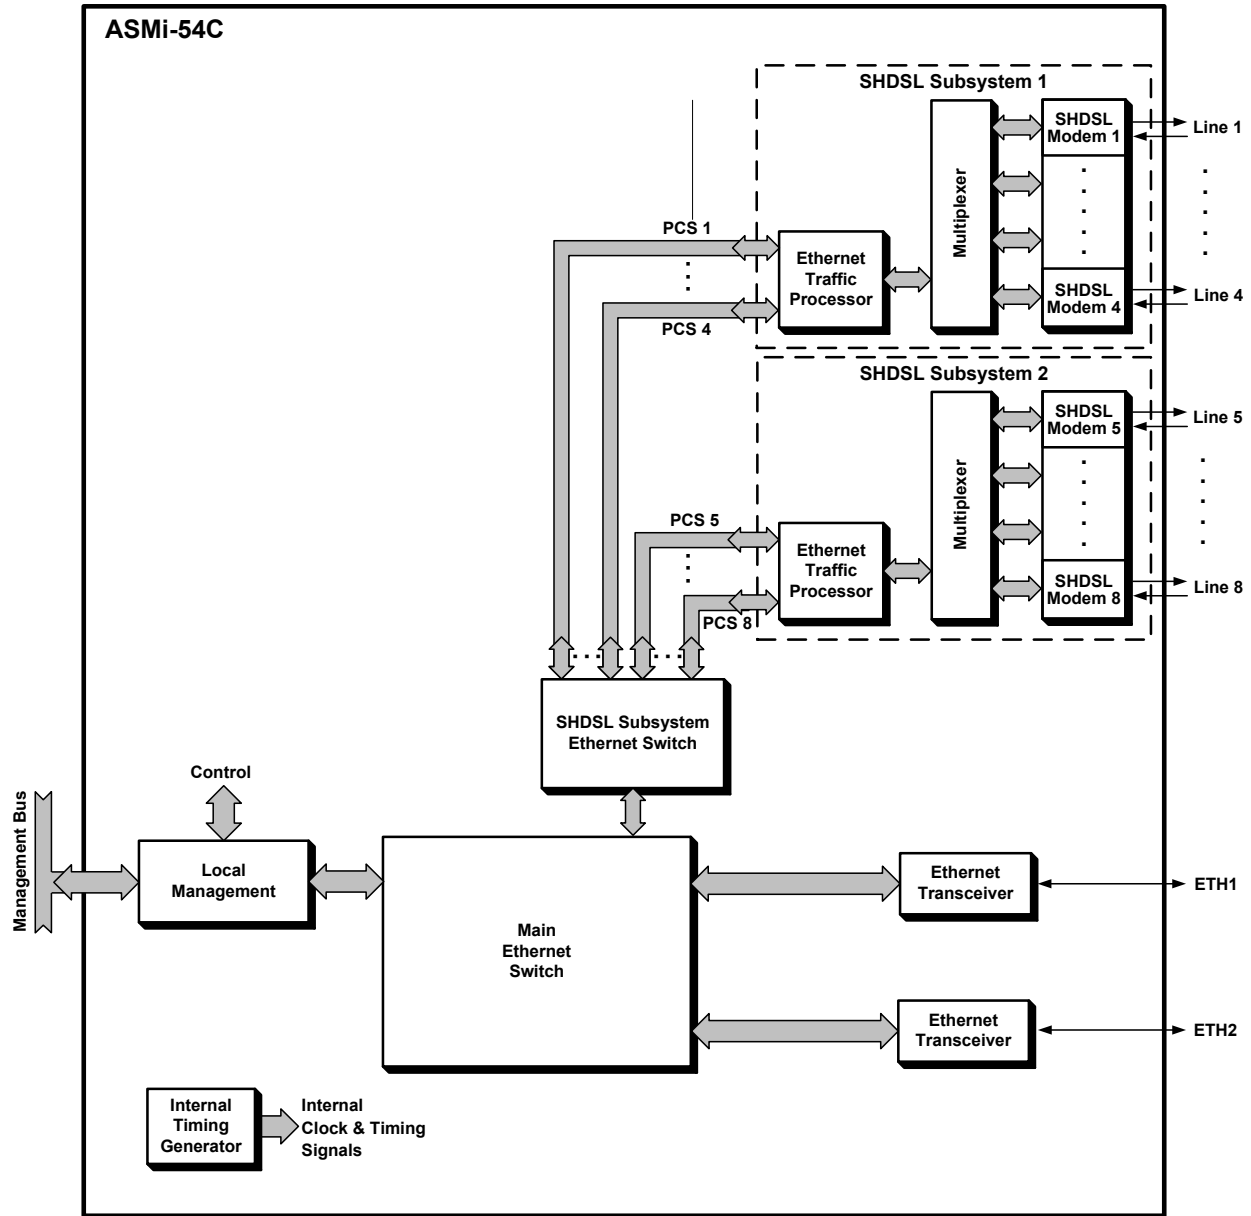 ASMi-54C
SHDSL Subsystem 1
SHDSL
Modem 1
Line 1
Multiplexer
PCS 1
Ethernet
Traffic
Processor
PCS 4
SHDSL
Modem 4
Line 4
SHDSL Subsystem 2
SHDSL
Modem 5
Line 5
Multiplexer
PCS 5
Ethernet
Traffic
Processor
PCS 8
SHDSL
Modem 8
Line 8
SHDSL Subsystem
Ethernet Switch
Control
Management Bus
Local
Management
Main
Ethernet
Switch
Ethernet
Transceiver
ETH1
Ethernet
Transceiver
ETH2
Internal
Timing
Generator
Internal
Clock & Timing
Signals